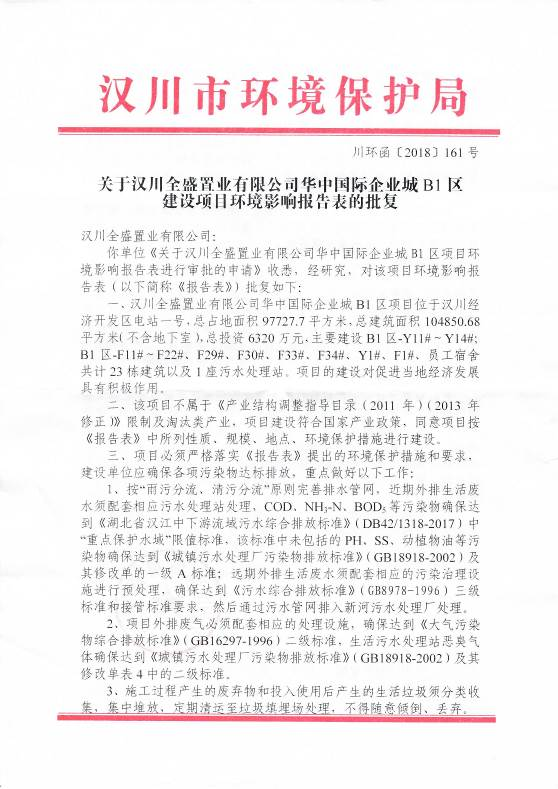 汉川市环境保护局
川环函〔2018〕161号
关于汉川全盛置业有限公司华中国际企业城B1区
建设项目环境影响报告表的批复
汉川全盛置业有限公司：
你单位《关于汉川全盛置业有限公司华中国际企业城B1区项目环
境影响报告表进行审批的申请》收悉，经研究，对该项目环境影响报
告表（以下简称《报告表》）批复如下：
一、汉川全盛置业有限公司华中国际企业城B1区项目位于汉川经
济开发区电站一号，总占地面积97727.7平方米，总建筑面积104850.68
平方米（不含地下室），总投资6320万元，主要建设B1区-Y11#～Y14#；
B1区-F11#～F22#、F29#、F30#、F33#、F34#、Y1#、F1#、员工宿舍
共计23栋建筑以及1座污水处理站。项目的建设对促进当地经济发展
具有积极作用。
二、该项目不属于《产业结构调整指导目录（2011年）（2013年
修正）》限制及淘汰类产业，项目建设符合国家产业政策，同意项目按
《报告表》中所列性质、规模、地点、环境保护措施进行建设。
三、项目必须严格落实《报告表》提出的环境保护措施和要求，
建设单位应确保各项污染物达标排放，重点做好以下工作：
1、按“雨污分流、清污分流”原则完善排水管网，近期外排生活废
水须配套相应污水处理站处理，COD、NH₃-N、BOD₅等污染物确保达
到《湖北省汉江中下游流域污水综合排放标准》（DB42/1318-2017）中
“重点保护水域”限值标准，该标准中未包括的PH、SS、动植物油等污
染物确保达到《城镇污水处理厂污染物排放标准》（GB18918-2002）及
其修改单的一级A标准；远期外排生活废水须配套相应的污染治理设
施进行预处理，确保达到《污水综合排放标准》（GB8978-1996）三级
标准和接管标准要求，然后通过污水管网排入新河污水处理厂处理。
2、项目外排废气必须配套相应的处理设施，确保达到《大气污染
物综合排放标准》（GB16297-1996）二级标准，生活污水处理站恶臭气
体确保达到《城镇污水处理厂污染物排放标准》（GB18918-2002）及其
修改单表4中的二级标准。
3、施工过程产生的废弃物和投入使用后产生的生活垃圾须分类收
集，集中堆放，定期清运至垃圾填埋场处理，不得随意倾倒、丢弃。